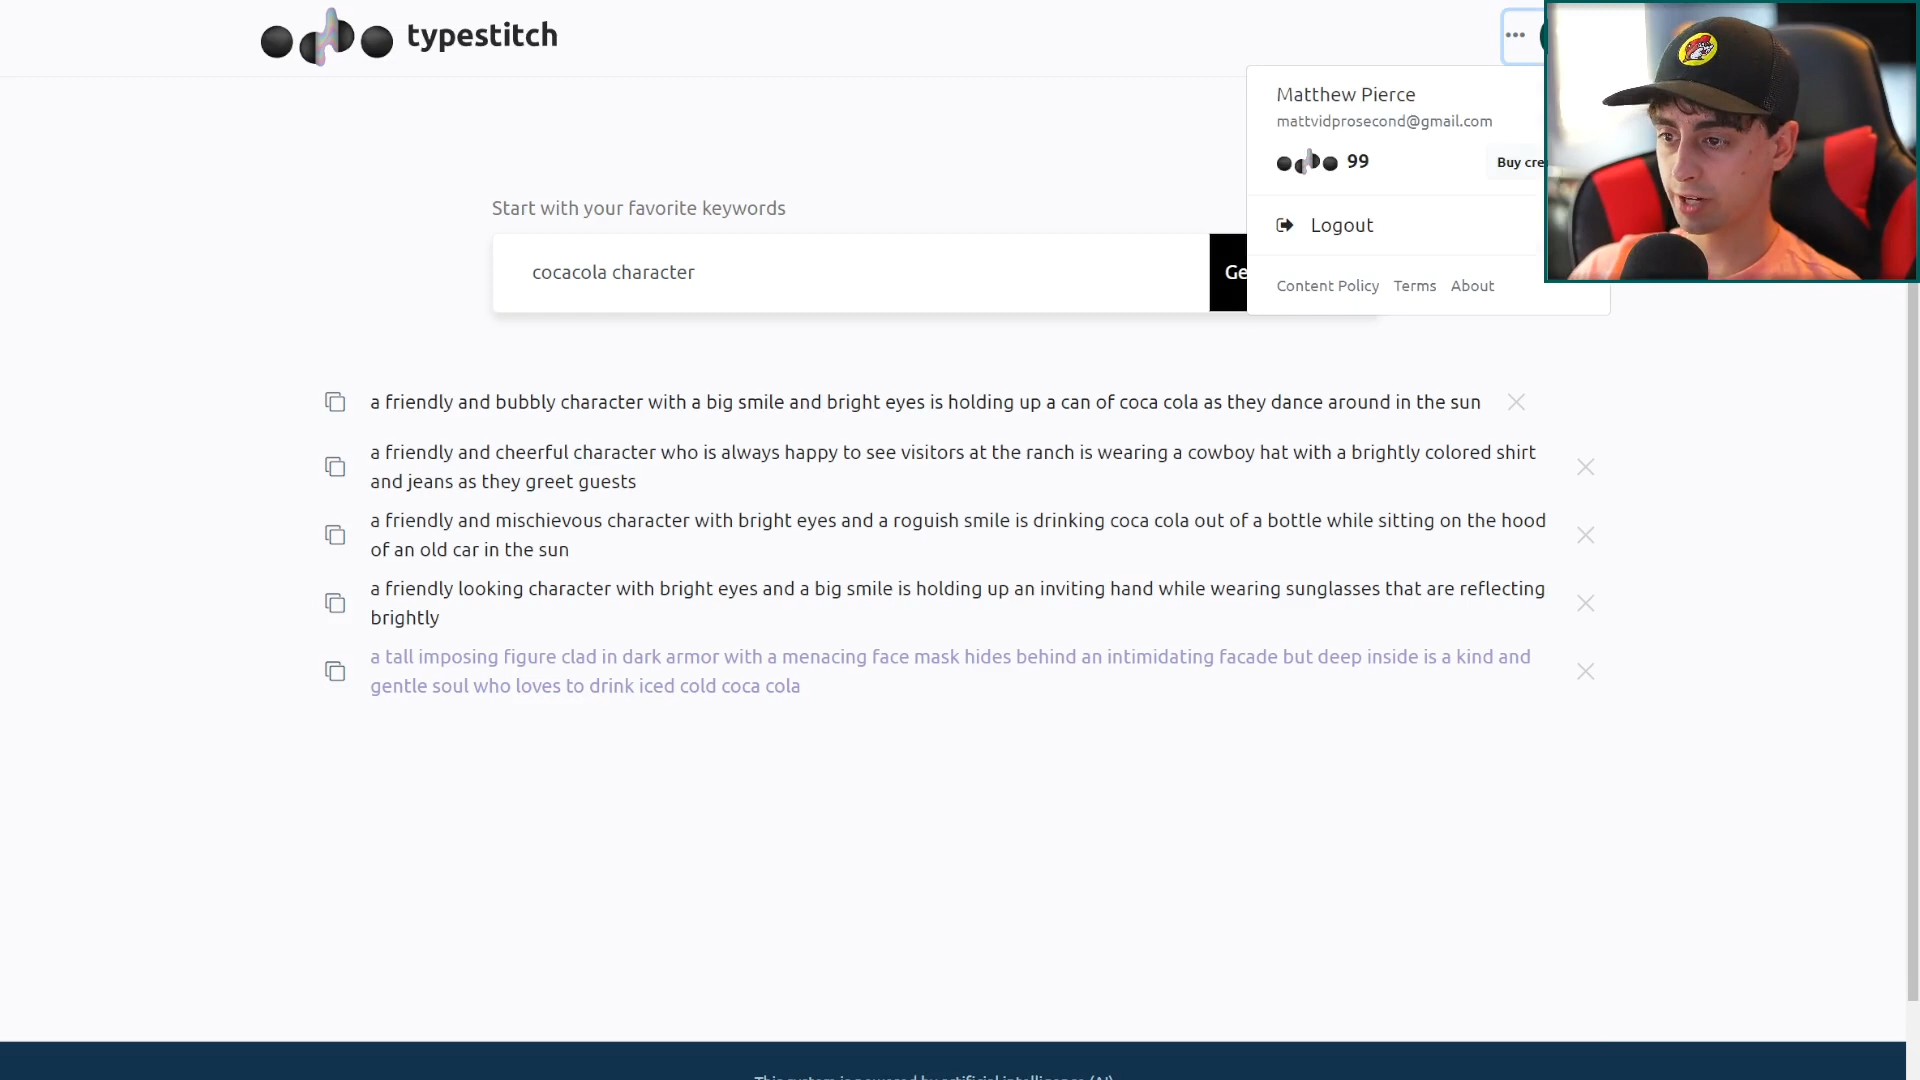 typestitch
•••
Matthew Pierce
mattvidprosecond@gmail.com
99
Buy cre
Logout
Content Policy Terms About
Start with your favorite keywords
cocacola character
Ge
a friendly and bubbly character with a big smile and bright eyes is holding up a can of coca cola as they dance around in the sun
a friendly and cheerful character who is always happy to see visitors at the ranch is wearing a cowboy hat with a brightly colored shirt
and jeans as they greet guests
a friendly and mischievous character with bright eyes and a roguish smile is drinking coca cola out of a bottle while sitting on the hood
of an old car in the sun
a friendly looking character with bright eyes and a big smile is holding up an inviting hand while wearing sunglasses that are reflecting
brightly
a tall imposing figure clad in dark armor with a menacing face mask hides behind an intimidating facade but deep inside is a kind and
gentle soul who loves to drink iced cold coca cola
This system is powered by artificial intelligence (AI)